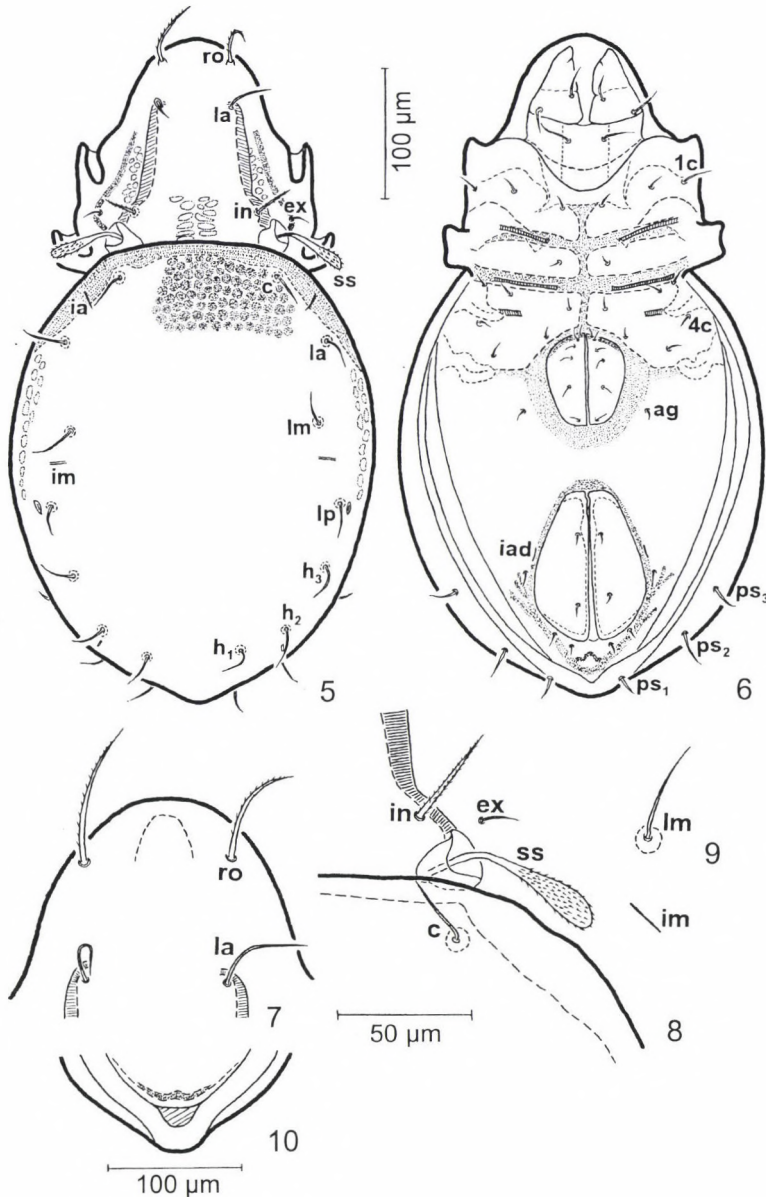 ro
la
in
ex
ss
c
ia
la
lm
im
lp
h3
h2
h1
5
100 µm
1c
4c
ag
iad
ps3
ps2
ps1
6
ro
la
7
in
ex
ss
c
8
50 µm
lm
im
9
10
100 µm